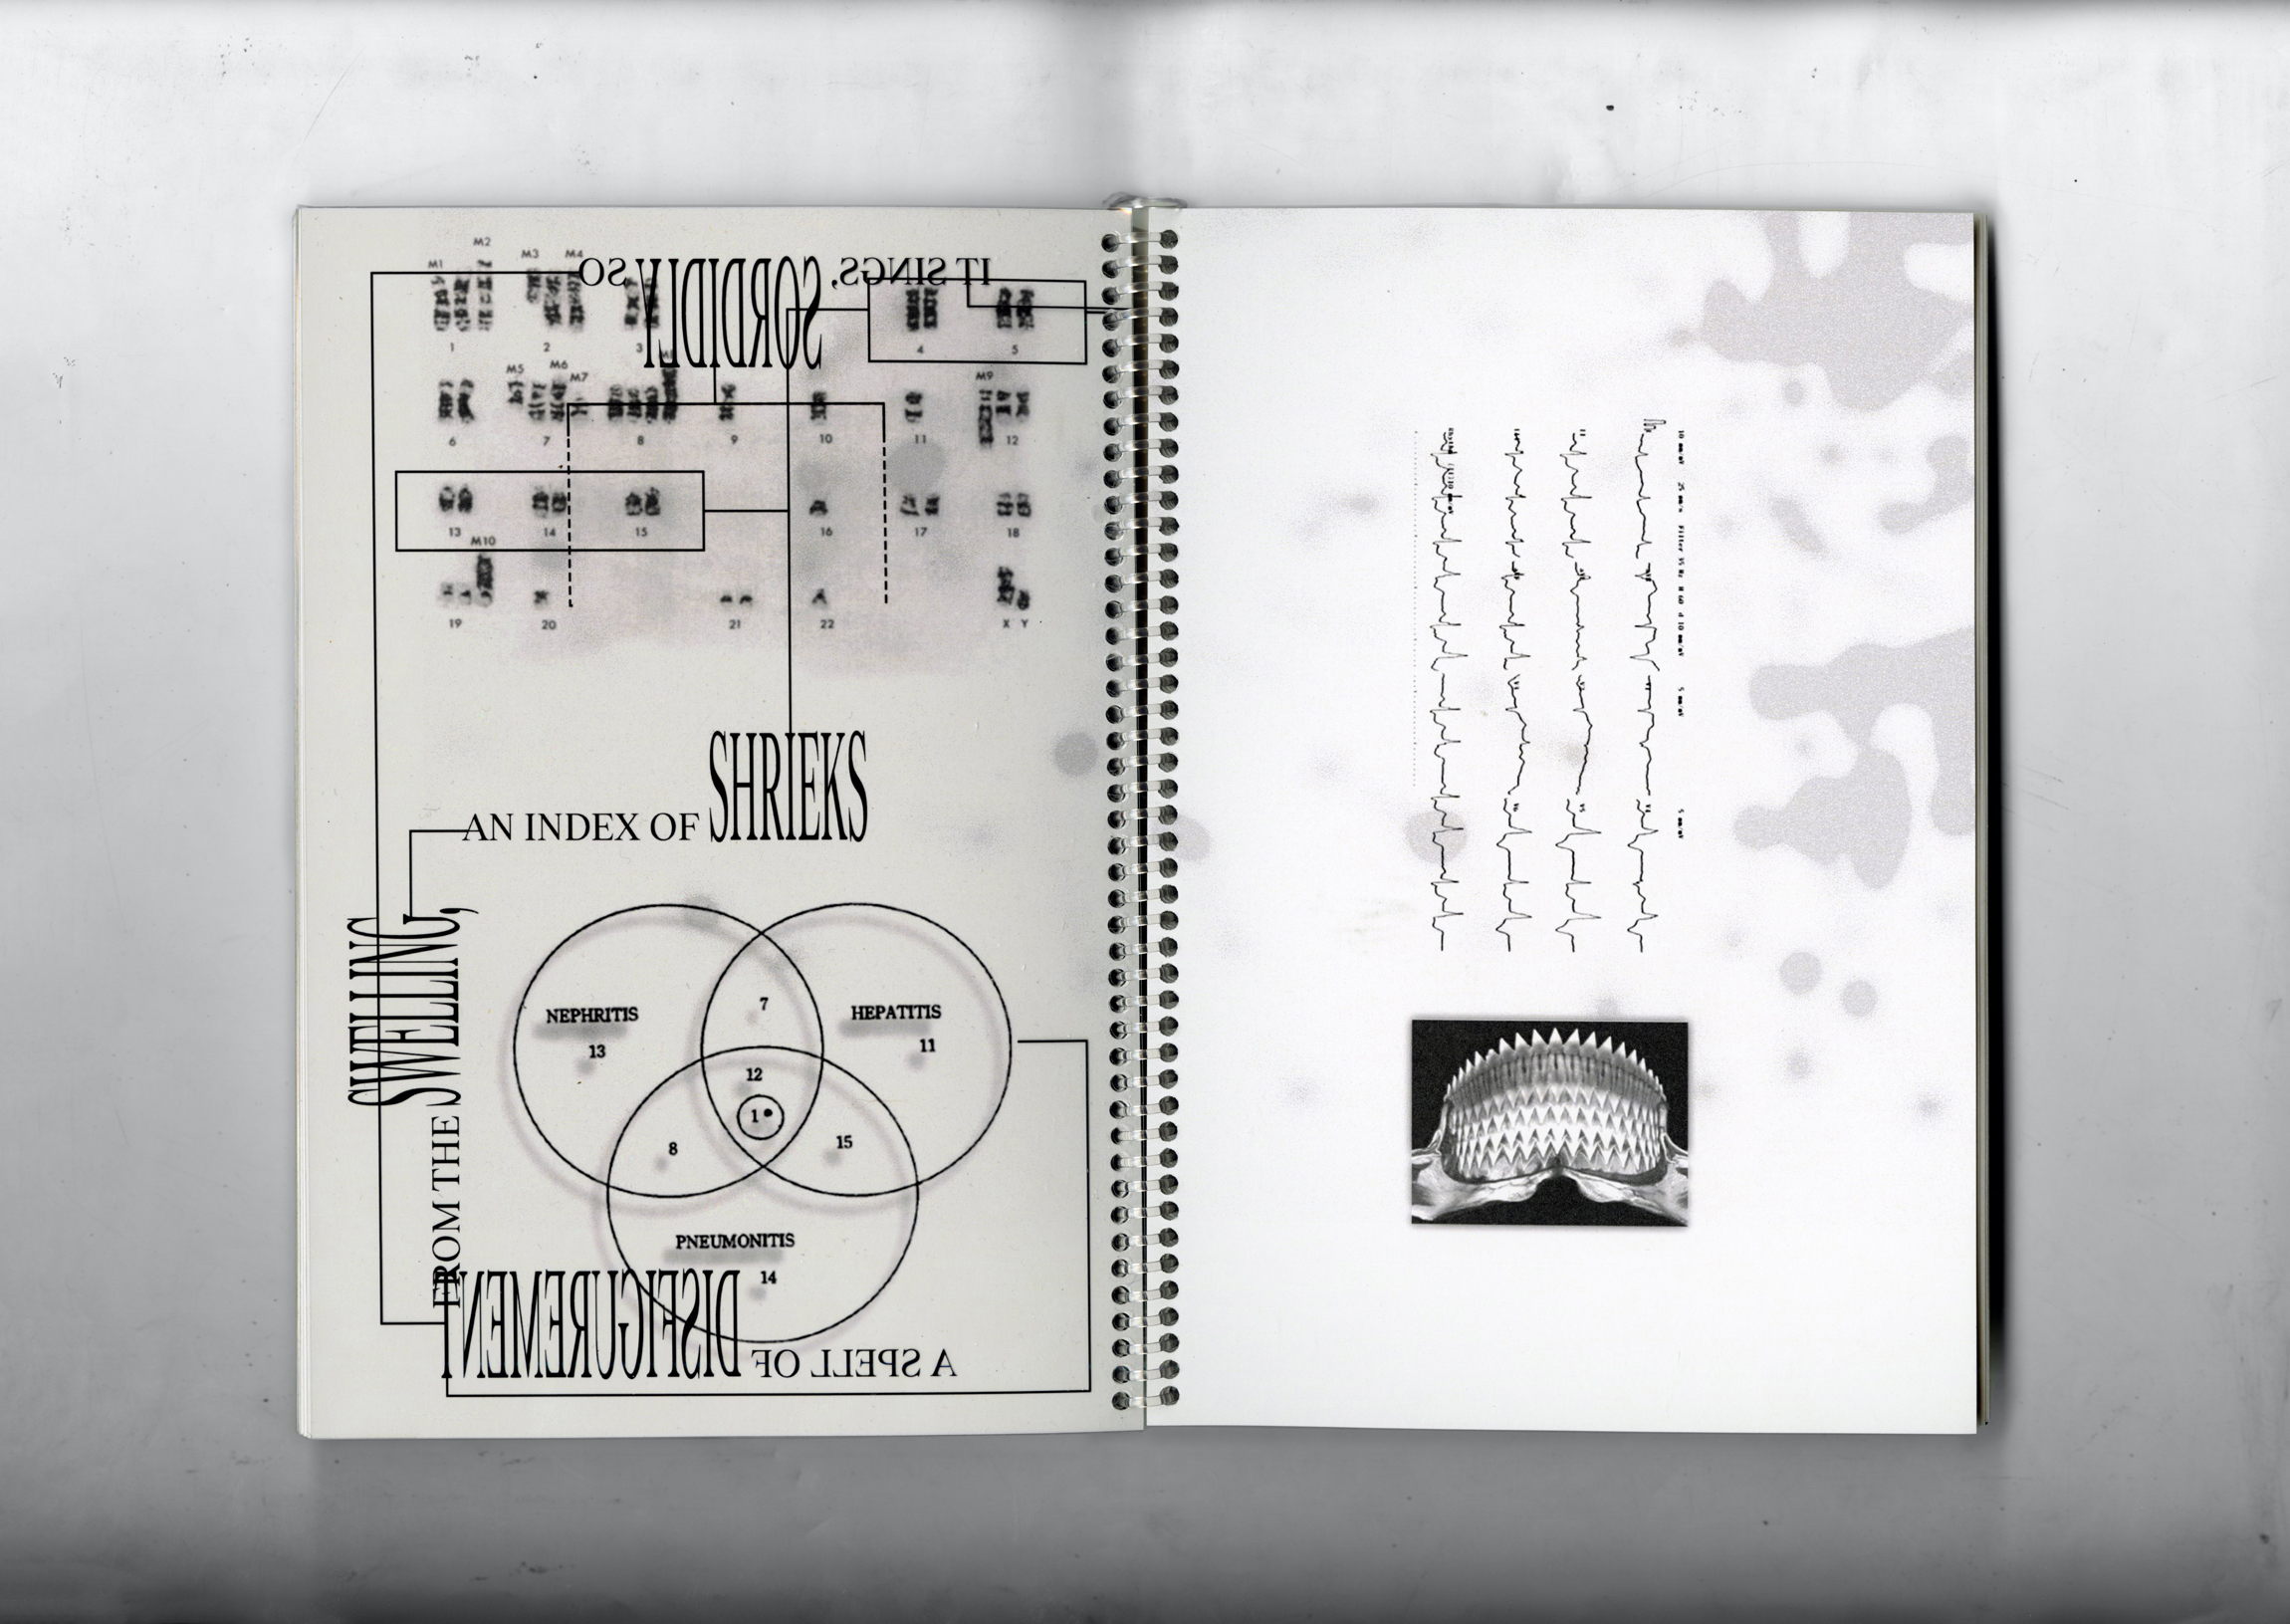 M1 M2 M3 M4
IT SINGS, SORDIDLY SO
1 2 3 4 5
M5 M6 M7 M9
6 7 8 9 10 11 12
13 14 15 16 17 18
M10
19 20 21 22 X Y
AN INDEX OF SHRIEKS
FROM THE SWELLING,
NEPHRITIS
13
7
HEPATITIS
11
12
1
8
15
PNEUMONITIS
14
A SPELL OF DISFIGUREMENT